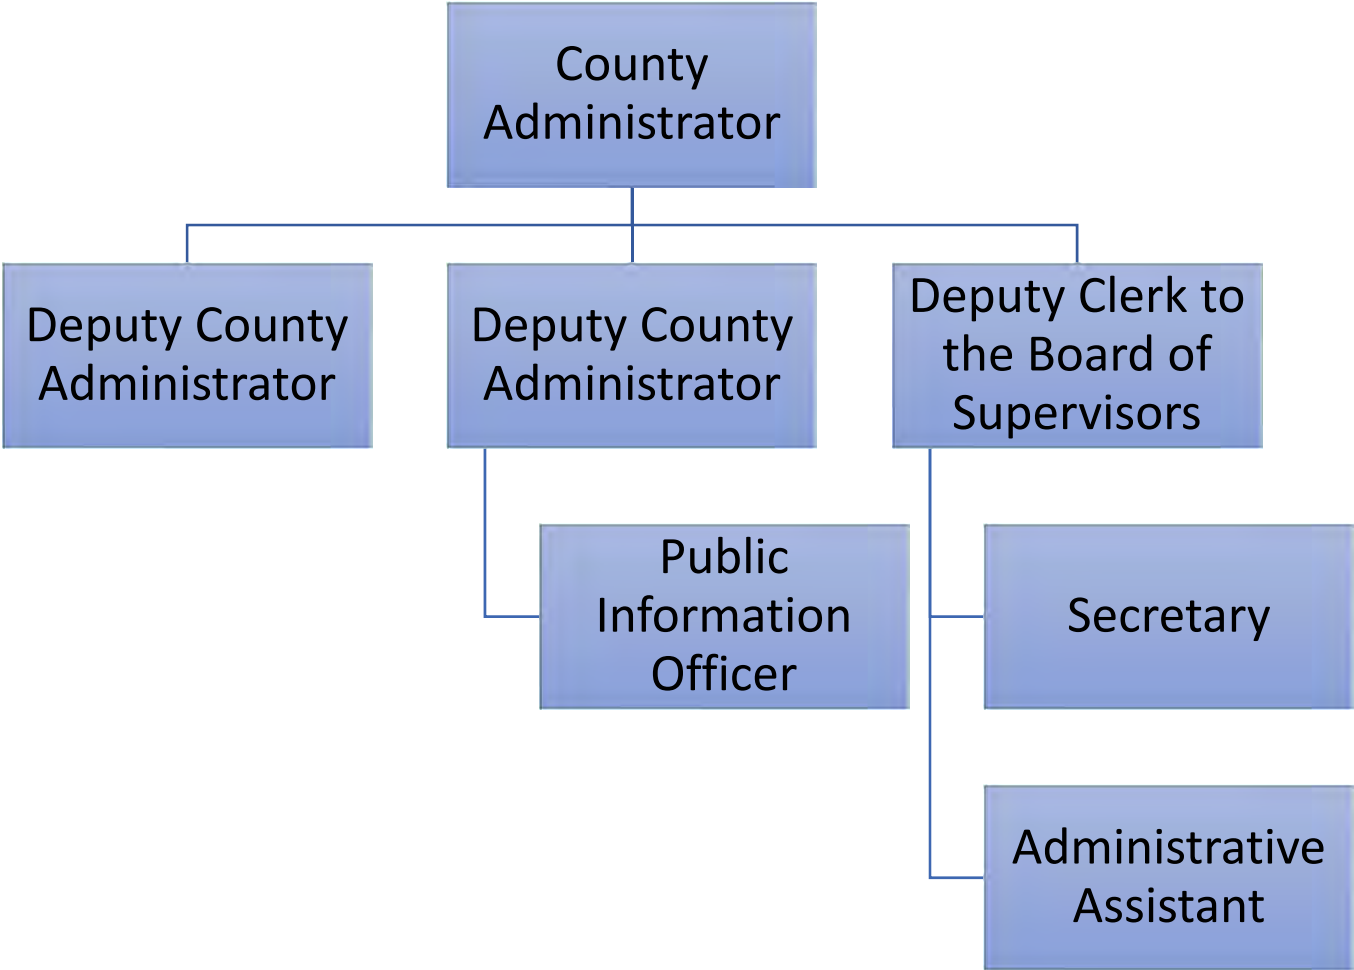 County
Administrator
Deputy County
Administrator
Deputy County
Administrator
Deputy Clerk to
the Board of
Supervisors
Public
Information
Officer
Secretary
Administrative
Assistant